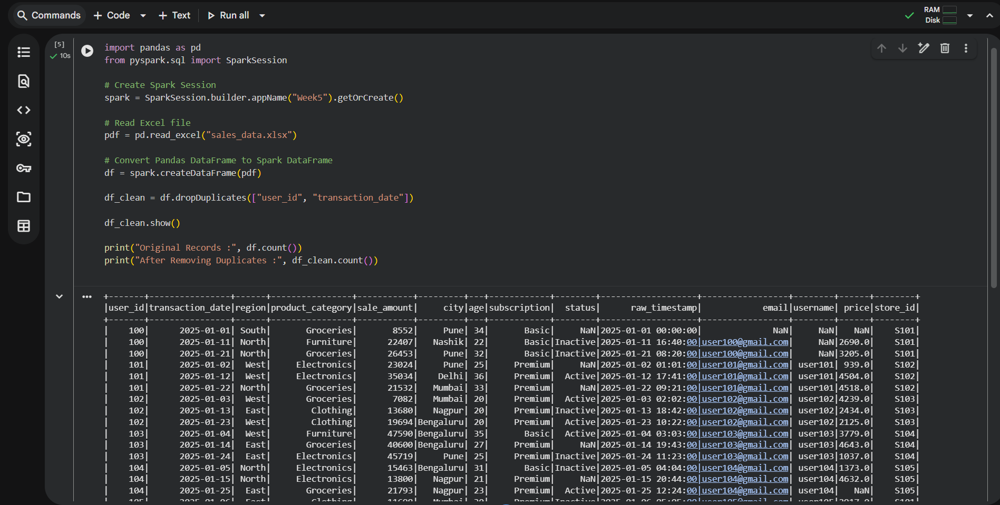 Commands + Code + Text Run all RAM
Disk
[5]
10s
import pandas as pd
from pyspark.sql import SparkSession
# Create Spark Session
spark = SparkSession.builder.appName("Week5").getOrCreate()
# Read Excel file
pdf = pd.read_excel("sales_data.xlsx")
# Convert Pandas DataFrame to Spark DataFrame
df = spark.createDataFrame(pdf)
df_clean = df.dropDuplicates(["user_id", "transaction_date"])
df_clean.show()
print("Original Records :", df.count())
print("After Removing Duplicates :", df_clean.count())
+-------+----------------+------+----------------+-----------+---------+---+------------+--------+-------------------+-----------------+--------+------+--------+
|user_id|transaction_date|region|product_category|sale_amount|     city|age|subscription|  status|      raw_timestamp|            email|username| price|store_id|
+-------+----------------+------+----------------+-----------+---------+---+------------+--------+-------------------+-----------------+--------+------+--------+
|    100|      2025-01-01| South|       Groceries|       8552|     Pune| 34|       Basic|     NaN|2025-01-01 00:00:00|              NaN|     NaN|   NaN|    S101|
|    100|      2025-01-11| North|       Furniture|      22407|   Nashik| 22|       Basic|Inactive|2025-01-11 16:40:00|user100@gmail.com|     NaN|2690.0|    S101|
|    100|      2025-01-21| North|       Groceries|      26453|     Pune| 32|       Basic|Inactive|2025-01-21 08:20:00|user100@gmail.com|     NaN|3205.0|    S101|
|    101|      2025-01-02|  West|     Electronics|      23024|     Pune| 25|     Premium|     NaN|2025-01-02 01:01:00|user101@gmail.com| user101| 939.0|    S102|
|    101|      2025-01-12|  West|     Electronics|      35034|    Delhi| 36|     Premium|  Active|2025-01-12 17:41:00|user101@gmail.com| user101|4504.0|    S102|
|    101|      2025-01-22| North|       Groceries|      21532|   Mumbai| 33|     Premium|     NaN|2025-01-22 09:21:00|user101@gmail.com| user101|4518.0|    S102|
|    102|      2025-01-03|  West|       Groceries|       7082|   Mumbai| 20|     Premium|  Active|2025-01-03 02:02:00|user102@gmail.com| user102|4239.0|    S103|
|    102|      2025-01-13|  East|        Clothing|      13680|   Nagpur| 20|     Premium|Inactive|2025-01-13 18:42:00|user102@gmail.com| user102|2434.0|    S103|
|    102|      2025-01-23|  West|        Clothing|      19694|Bengaluru| 20|     Premium|  Active|2025-01-23 10:22:00|user102@gmail.com| user102|2125.0|    S103|
|    103|      2025-01-04|  West|       Furniture|      47590|Bengaluru| 35|       Basic|  Active|2025-01-04 03:03:00|user103@gmail.com| user103|3779.0|    S104|
|    103|      2025-01-14|  East|       Groceries|      40600|Bengaluru| 27|     Premium|     NaN|2025-01-14 19:43:00|user103@gmail.com| user103|4643.0|    S104|
|    103|      2025-01-24|  East|     Electronics|      45719|     Pune| 25|     Premium|Inactive|2025-01-24 11:23:00|user103@gmail.com| user103|1037.0|    S104|
|    104|      2025-01-05| North|     Electronics|      15463|Bengaluru| 31|       Basic|Inactive|2025-01-05 04:04:00|user104@gmail.com| user104|1373.0|    S105|
|    104|      2025-01-15| North|     Electronics|      13800|   Nagpur| 21|     Premium|     NaN|2025-01-15 20:44:00|user104@gmail.com| user104|4632.0|    S105|
|    104|      2025-01-25|  East|       Groceries|      21793|   Nagpur| 23|     Premium|  Active|2025-01-25 12:24:00|user104@gmail.com| user104|   NaN|    S105|